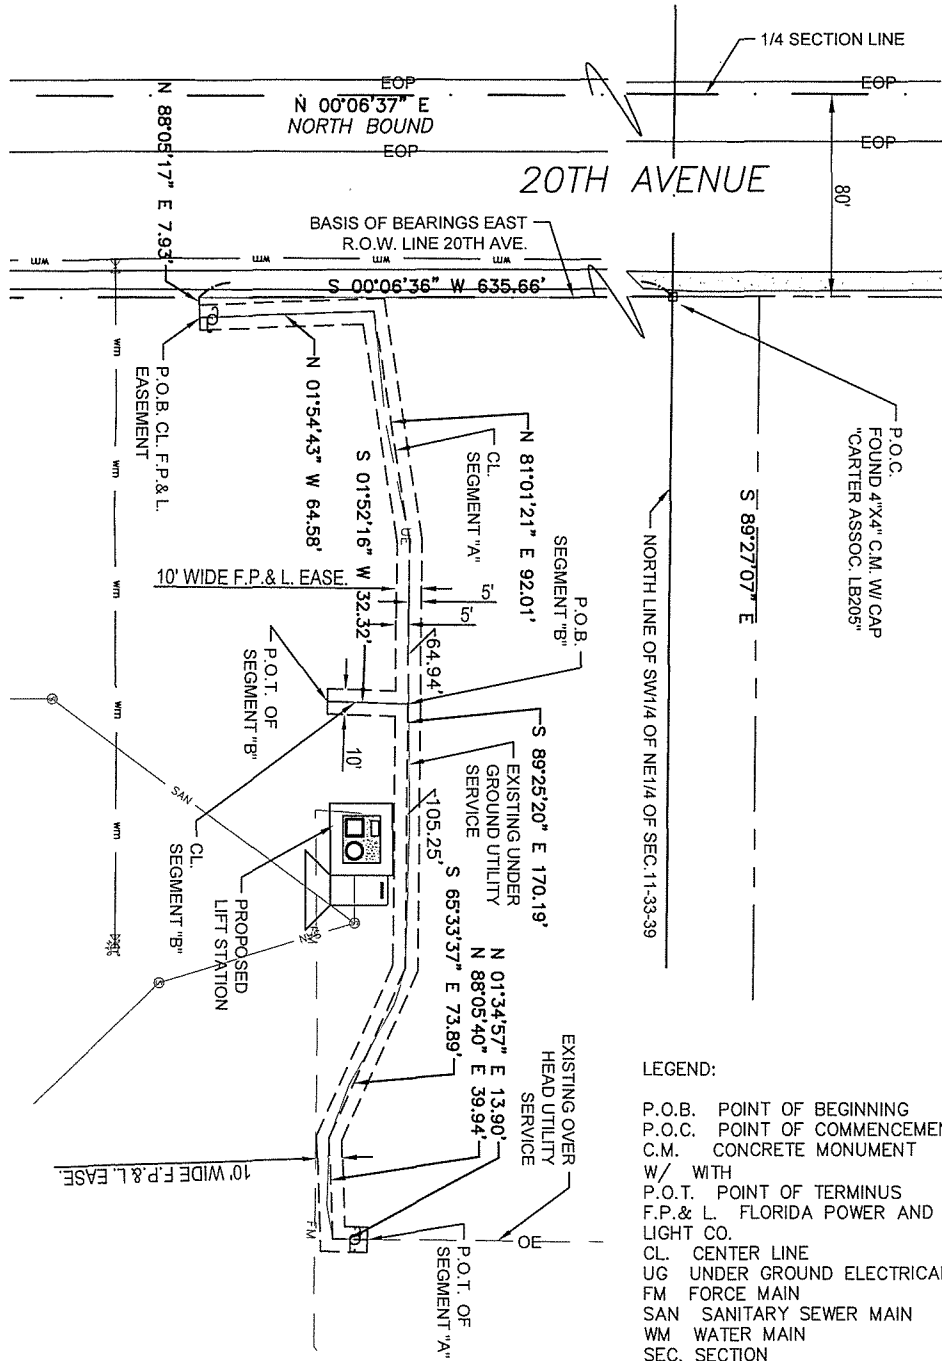 1/4 SECTION LINE
EOP
EOP
N 00°06'37" E
NORTH BOUND
EOP
EOP
20TH AVENUE
80'
N 88°05'17" E 7.93'
BASIS OF BEARINGS EAST
R.O.W. LINE 20TH AVE.
WM
WM
WM
WM
S 00°06'36" W 635.66'
P.O.C.
FOUND 4"X4" C.M. W/ CAP
"CARTER ASSOC. LB205"
S 89°27'07" E
NORTH LINE OF SW1/4 OF NE1/4 OF SEC.11-33-39
P.O.B. CL. F.P.& L.
EASEMENT
N 01°54'43" W 64.58'
N 81°01'21" E 92.01'
CL.
SEGMENT "A"
UE
S 01°52'16" W 32.32'
10' WIDE F.P.& L. EASE.
5'
5'
64.94'
P.O.B.
SEGMENT "B"
WM
WM
WM
WM
WM
P.O.T. OF
SEGMENT "B"
10'
S 89°25'20" E 170.19'
EXISTING UNDER
GROUND UTILITY
SERVICE
105.25'
S
SAN
CL.
SEGMENT "B"
PROPOSED
LIFT STATION
S
S
S 65°33'37" E 73.89'
N 01°34'57" E 13.90'
N 88°05'40" E 39.94'
EXISTING OVER
HEAD UTILITY
SERVICE
10' WIDE F.P.& L. EASE.
FM
OE
P.O.T. OF
SEGMENT "A"
LEGEND:
P.O.B. POINT OF BEGINNING
P.O.C. POINT OF COMMENCEMEN
C.M. CONCRETE MONUMENT
W/ WITH
P.O.T. POINT OF TERMINUS
F.P.& L. FLORIDA POWER AND
LIGHT CO.
CL. CENTER LINE
UG UNDER GROUND ELECTRICAL
FM FORCE MAIN
SAN SANITARY SEWER MAIN
WM WATER MAIN
SEC. SECTION